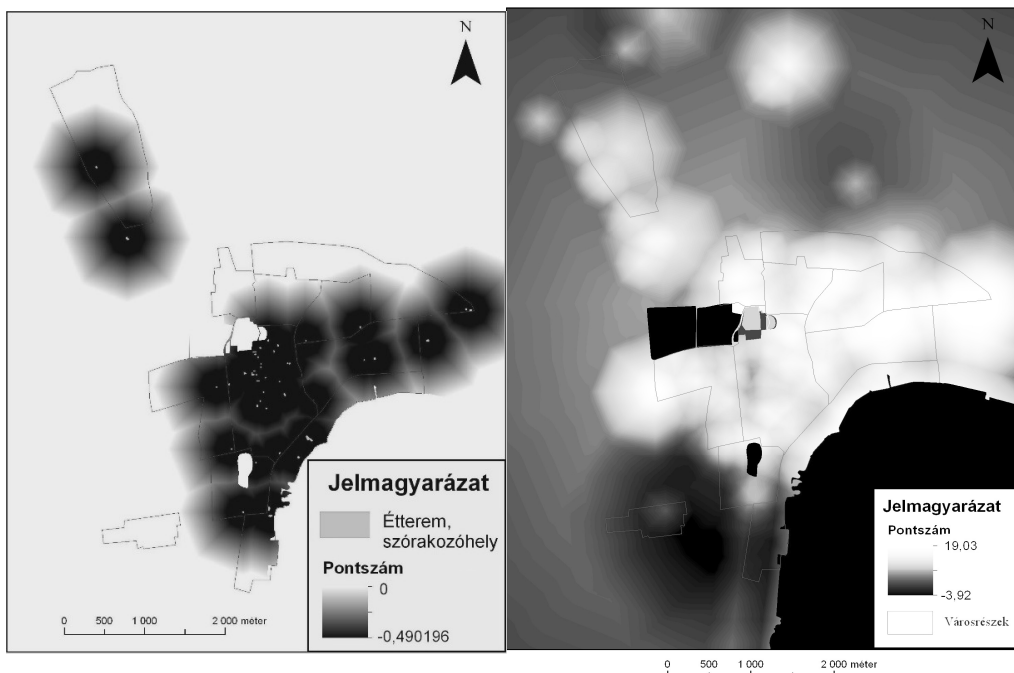 N
Jelmagyarázat
Étterem,
szórakozóhely
Pontszám
0
-0,490196
0 500 1 000 2 000 méter
N
Jelmagyarázat
Pontszám
19,03
-3,92
Városrészek
0 500 1 000 2 000 méter